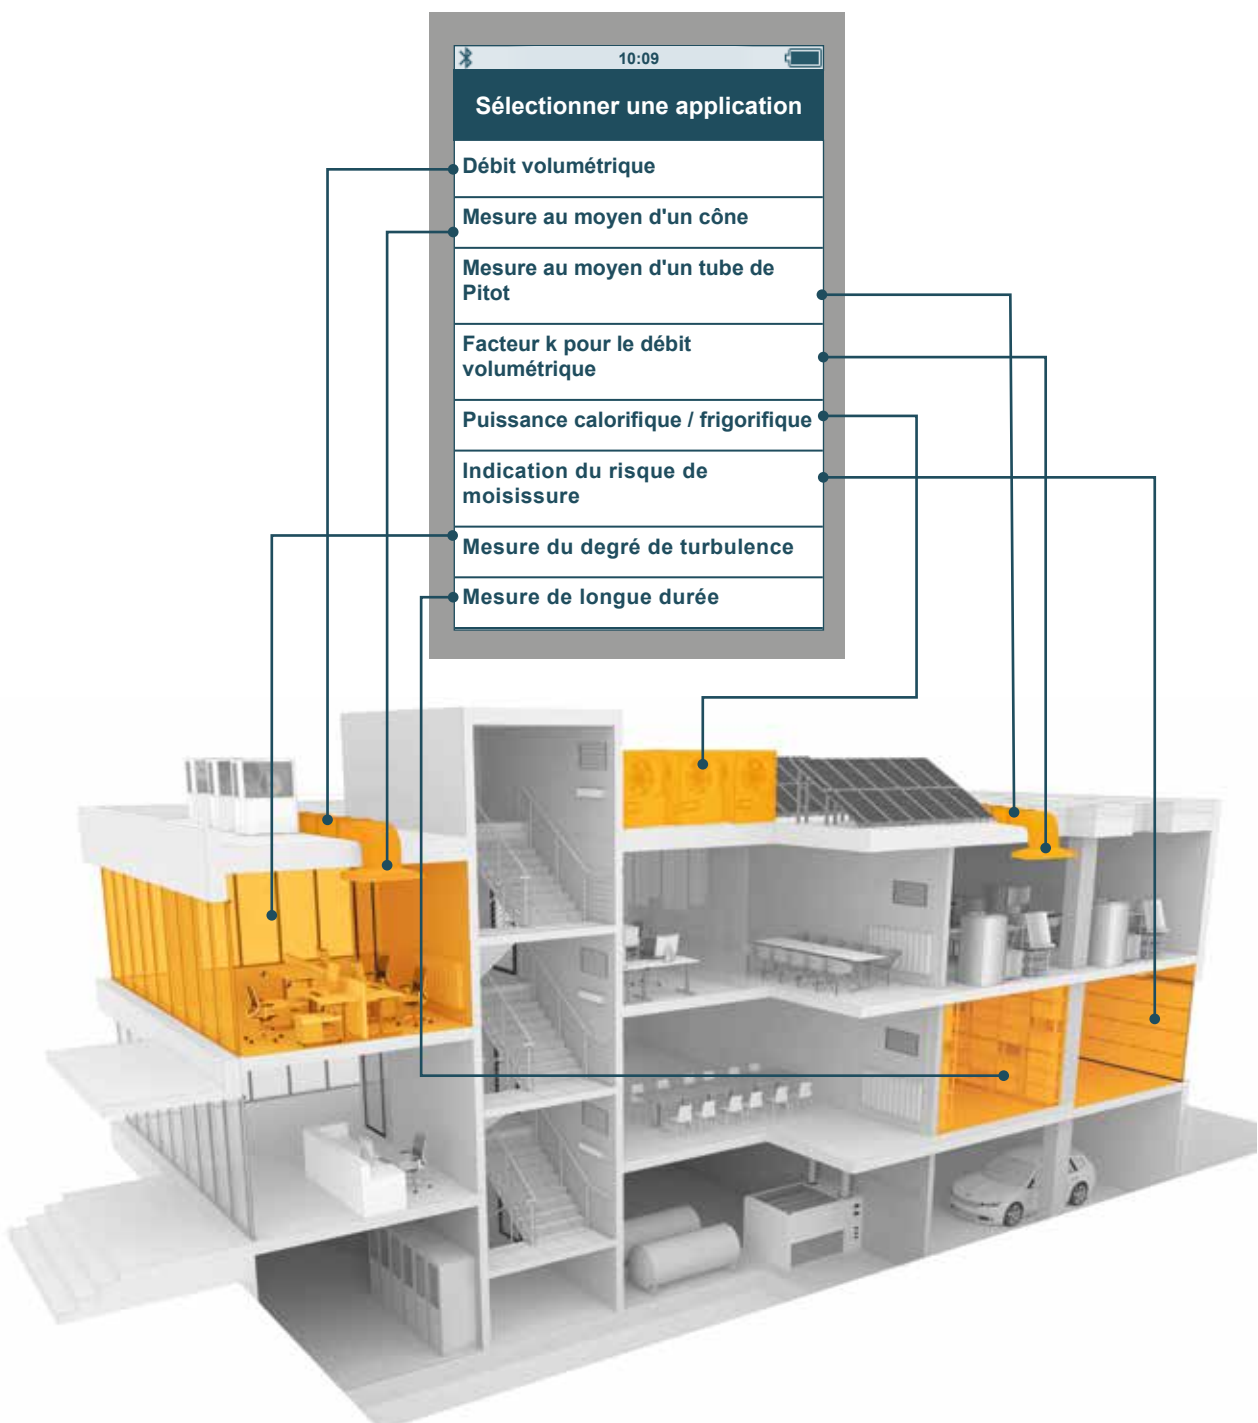 10:09
Sélectionner une application
Débit volumétrique
Mesure au moyen d'un cône
Mesure au moyen d'un tube de
Pitot
Facteur k pour le débit
volumétrique
Puissance calorifique / frigorifique
Indication du risque de
moisissure
Mesure du degré de turbulence
Mesure de longue durée